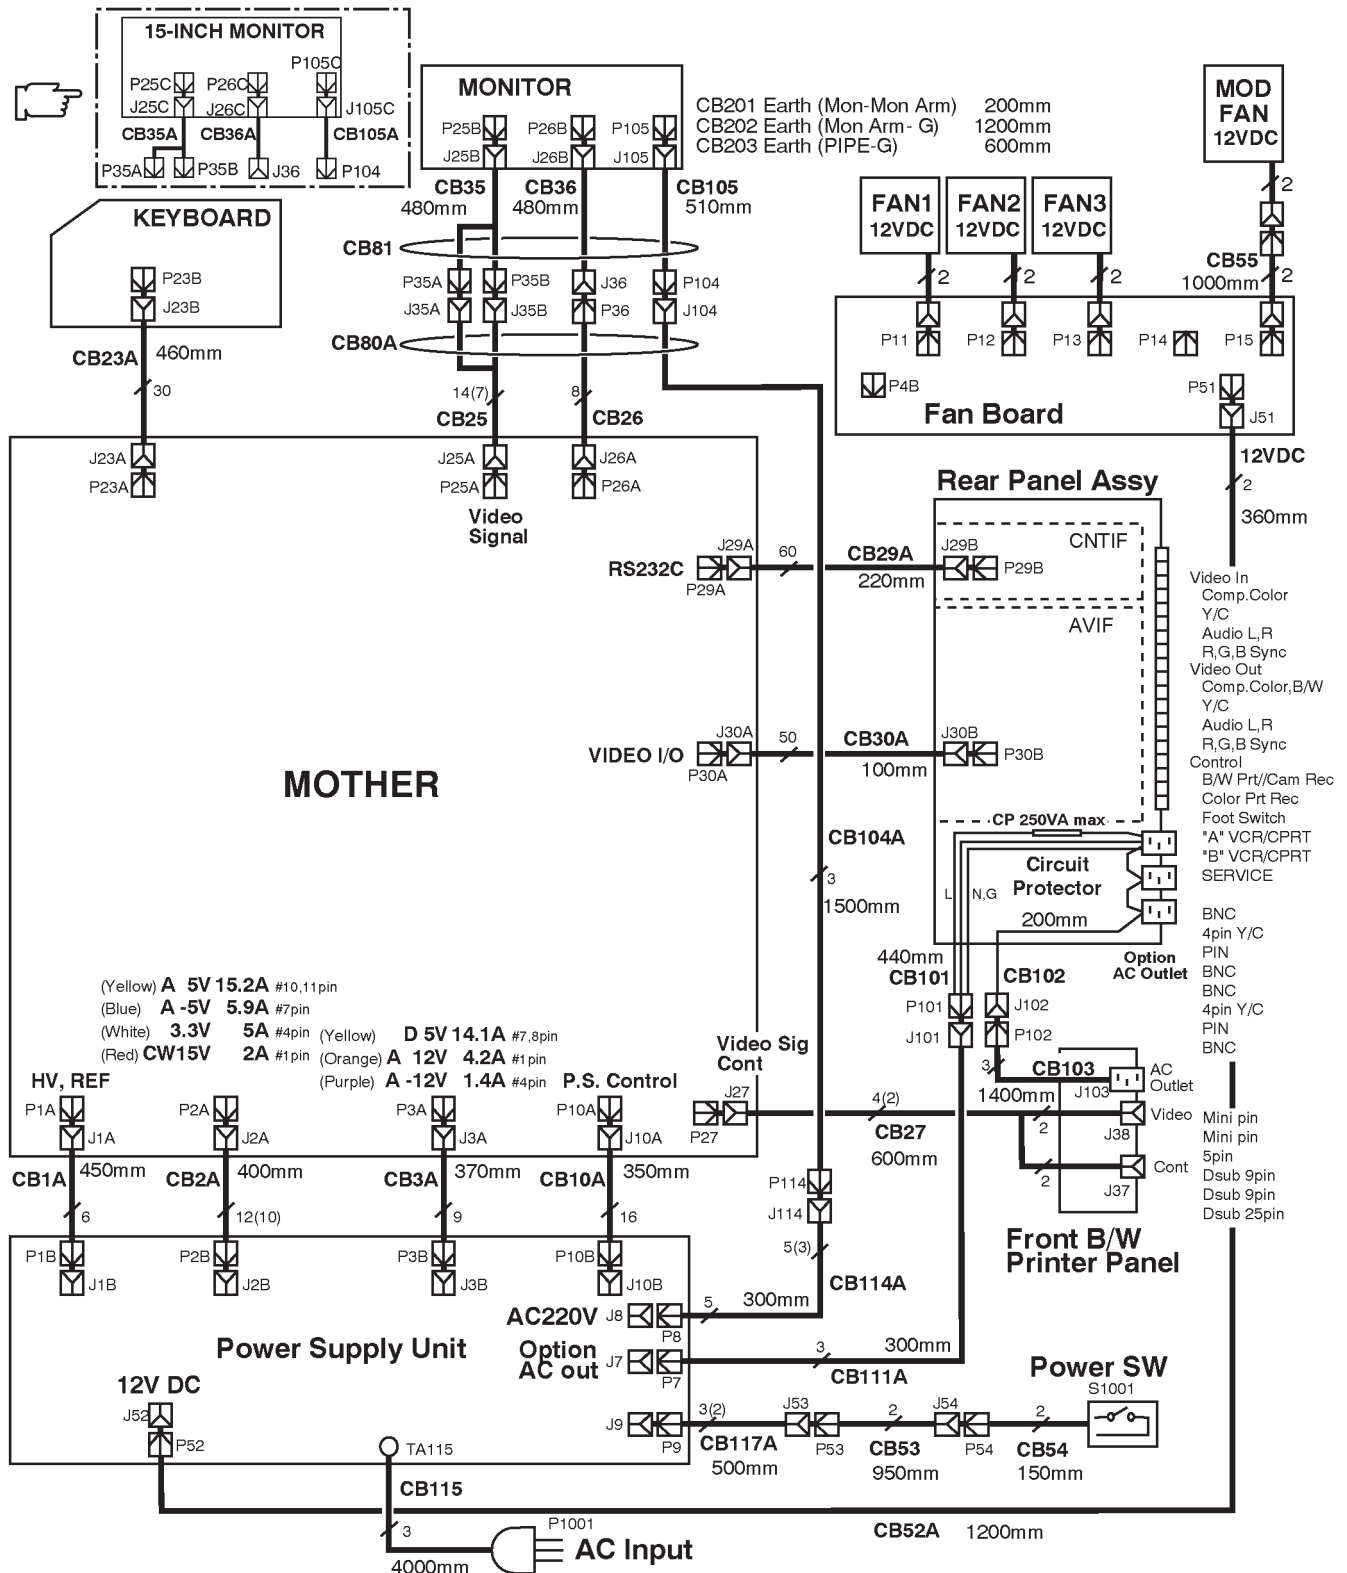 15-INCH MONITOR
P25C
P26C
P105C
J25C
J26C
J105C
CB35A
CB36A
CB105A
P35A
P35B
J36
P104
MONITOR
P25B
P26B
P105
J25B
J26B
J105
CB35
480mm
CB36
480mm
CB105
510mm
CB201 Earth (Mon-Mon Arm) 200mm
CB202 Earth (Mon Arm- G) 1200mm
CB203 Earth (PIPE-G) 600mm
MOD
FAN
12VDC
2
CB55
1000mm
2
FAN1
12VDC
2
FAN2
12VDC
2
FAN3
12VDC
2
KEYBOARD
P23B
J23B
CB23A
460mm
30
CB81
P35A
P35B
J36
P104
J35A
J35B
P36
J104
CB80A
14(7)
CB25
8
CB26
P11
P12
P13
P14
P15
P4B
P51
J51
Fan Board
12VDC
2
360mm
J23A
P23A
J25A
P25A
Video
Signal
J26A
P26A
Rear Panel Assy
CNTIF
RS232C
J29A
P29A
60
CB29A
220mm
J29B
P29B
AVIF
VIDEO I/O
J30A
P30A
50
CB30A
100mm
J30B
P30B
MOTHER
CP 250VA max
Circuit
Protector
L
N,G
200mm
Option
AC Outlet
Video In
Comp.Color
Y/C
Audio L,R
R,G,B Sync
Video Out
Comp.Color,B/W
Y/C
Audio L,R
R,G,B Sync
Control
B/W Prt//Cam Rec
Color Prt Rec
Foot Switch
"A" VCR/CPRT
"B" VCR/CPRT
SERVICE
BNC
4pin Y/C
PIN
BNC
BNC
4pin Y/C
PIN
BNC
Mini pin
Mini pin
5pin
Dsub 9pin
Dsub 9pin
Dsub 25pin
CB104A
3
1500mm
440mm
CB101
P101
J101
CB102
J102
P102
3
CB103
1400mm
J103
AC
Outlet
(Yellow) A 5V 15.2A #10,11pin
(Blue) A -5V 5.9A #7pin
(White) 3.3V 5A #4pin
(Red) CW15V 2A #1pin
(Yellow) D 5V 14.1A #7,8pin
(Orange) A 12V 4.2A #1pin
(Purple) A -12V 1.4A #4pin
HV, REF
P.S. Control
Video Sig
Cont
P1A
J1A
P2A
J2A
P3A
J3A
P10A
J10A
J27
P27
4(2)
CB27
600mm
2
J38
Video
2
J37
Cont
Front B/W
Printer Panel
CB1A
450mm
6
CB2A
400mm
12(10)
CB3A
370mm
9
CB10A
350mm
16
P114
J114
5(3)
CB114A
300mm
P1B
J1B
P2B
J2B
P3B
J3B
P10B
J10B
AC220V
J8
P8
5
Power Supply Unit
Option
AC out
J7
P7
3
300mm
CB111A
12V DC
J52
P52
TA115
J9
P9
3(2)
CB117A
500mm
J53
P53
2
CB53
950mm
J54
P54
2
CB54
150mm
Power SW
S1001
CB115
3
4000mm
P1001
AC Input
CB52A 1200mm